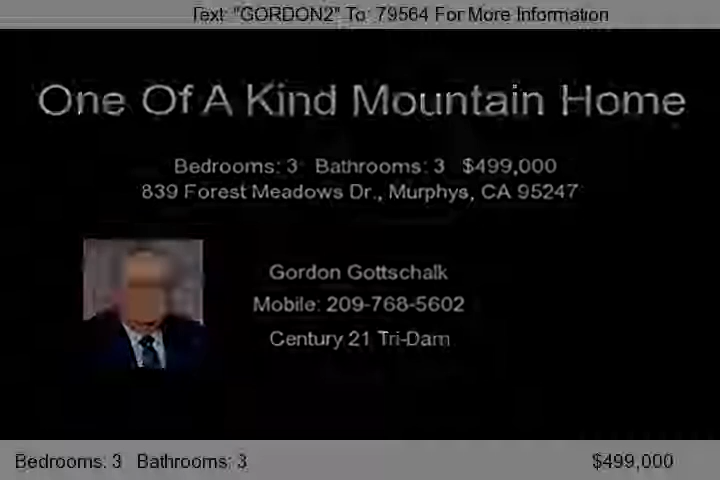 Text: "GORDON2" To: 79564 For More Information
One Of A Kind Mountain Home
Bedrooms: 3 Bathrooms: 3 $499,000
839 Forest Meadows Dr., Murphys, CA 95247
Gordon Gottschalk
Mobile: 209-768-5602
Century 21 Tri-Dam
Bedrooms: 3 Bathrooms: 3 $499,000